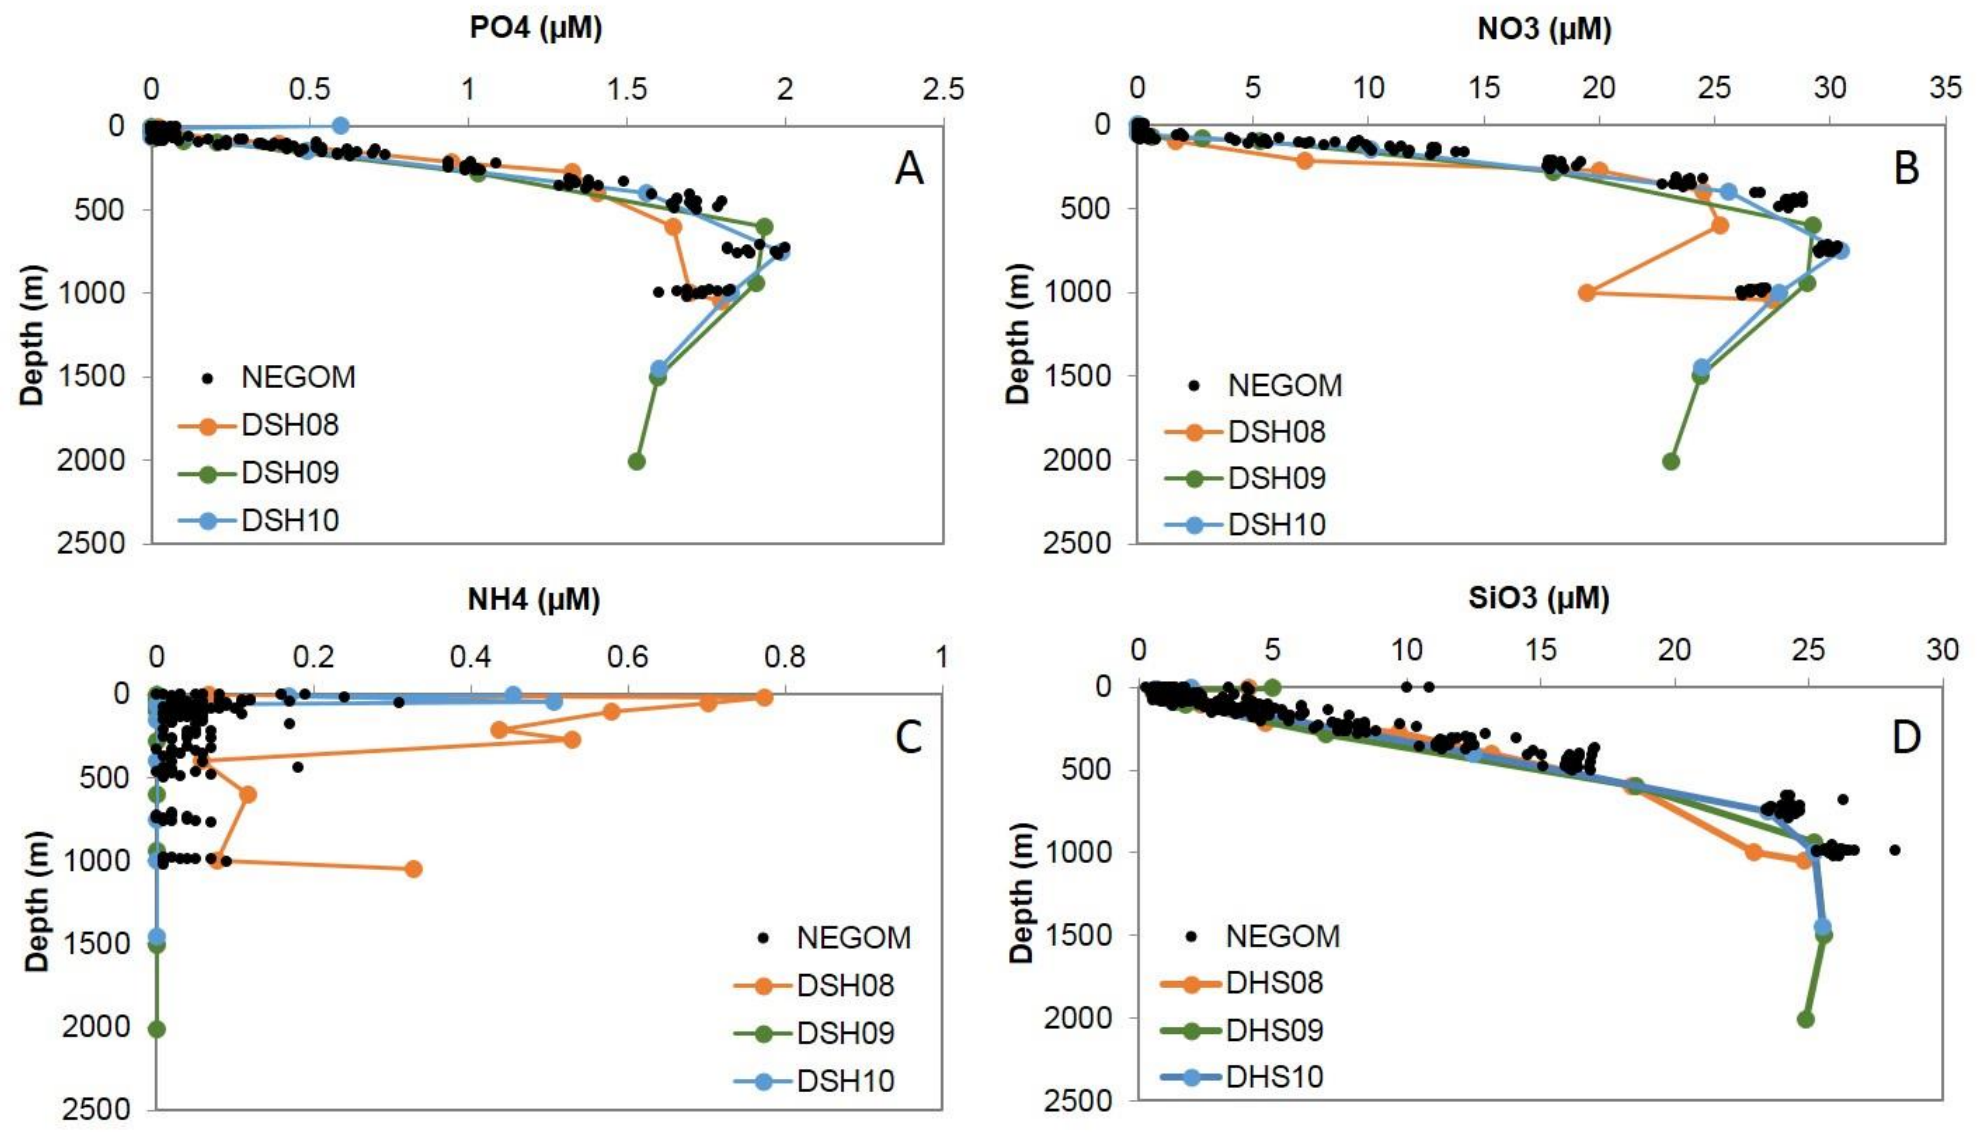 PO4 (µM)
0 0.5 1 1.5 2 2.5
0
500
1000
1500
2000
2500
Depth (m)
A
NEGOM
DSH08
DSH09
DSH10
NO3 (µM)
0 5 10 15 20 25 30 35
0
500
1000
1500
2000
2500
Depth (m)
B
NEGOM
DSH08
DSH09
DSH10
NH4 (µM)
0 0.2 0.4 0.6 0.8 1
0
500
1000
1500
2000
2500
Depth (m)
C
NEGOM
DSH08
DSH09
DSH10
SiO3 (µM)
0 5 10 15 20 25 30
0
500
1000
1500
2000
2500
Depth (m)
D
NEGOM
DHS08
DHS09
DHS10